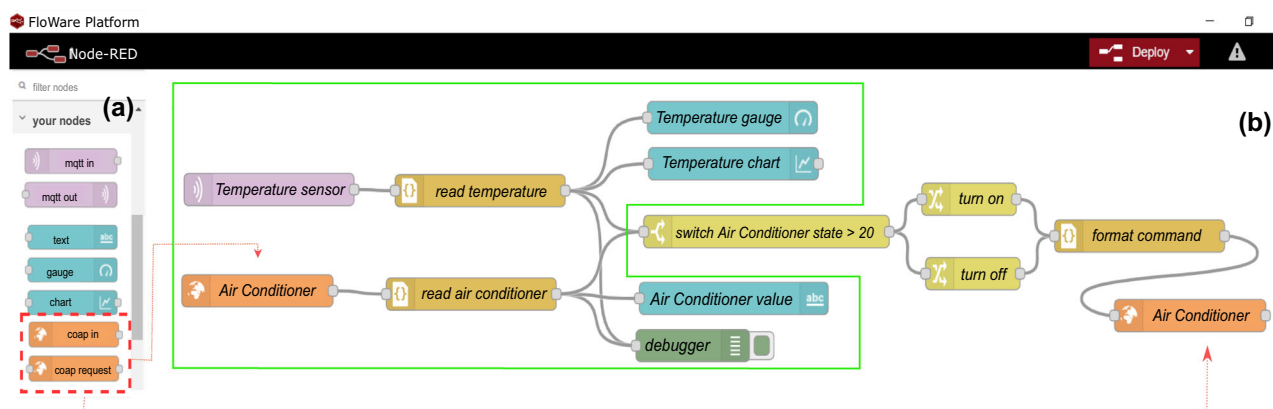 FloWare Platform
Node-RED
Deploy
filter nodes
(a)
your nodes
mqtt in
mqtt out
text
abc
gauge
chart
coap in
coap request
(b)
Temperature gauge
Temperature chart
Temperature sensor
{} read temperature
turn on
switch Air Conditioner state > 20
{} format command
turn off
Air Conditioner
{} read air conditioner
Air Conditioner value abc
Air Conditioner
debugger